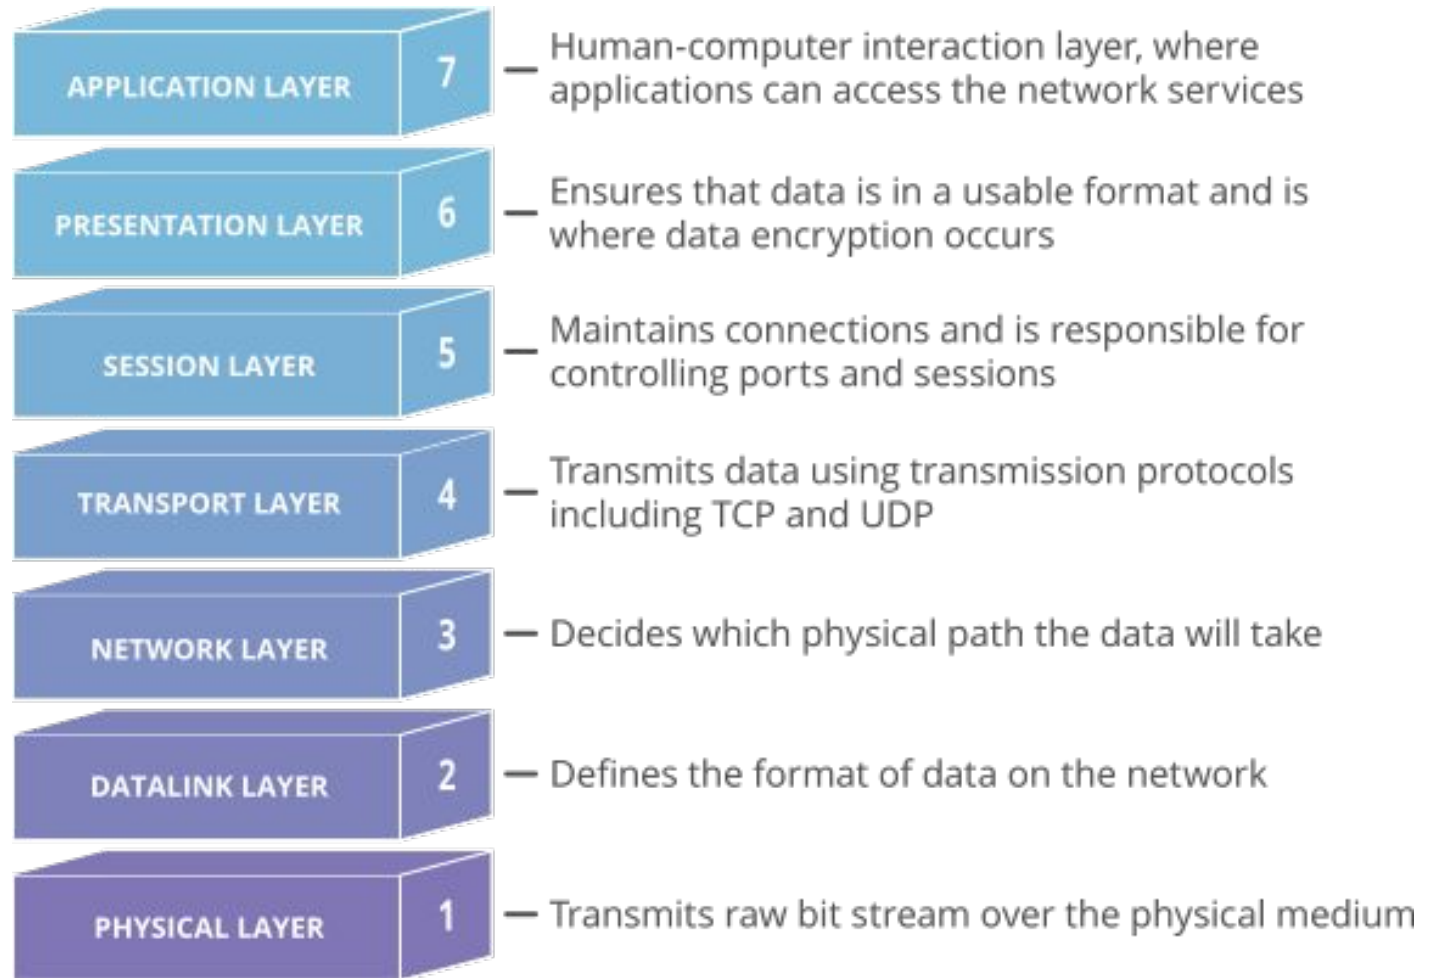 APPLICATION LAYER
7
Human-computer interaction layer, where
applications can access the network services
PRESENTATION LAYER
6
Ensures that data is in a usable format and is
where data encryption occurs
SESSION LAYER
5
Maintains connections and is responsible for
controlling ports and sessions
TRANSPORT LAYER
4
Transmits data using transmission protocols
including TCP and UDP
NETWORK LAYER
3
Decides which physical path the data will take
DATALINK LAYER
2
Defines the format of data on the network
PHYSICAL LAYER
1
Transmits raw bit stream over the physical medium